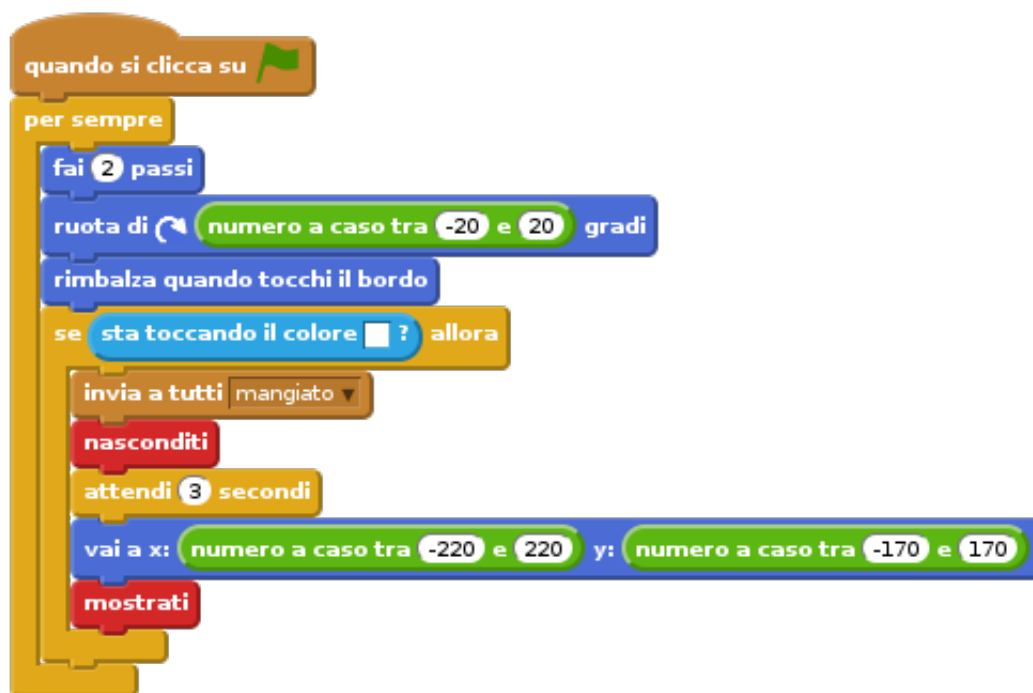 quando si clicca su
per sempre
fai 2 passi
ruota di numero a caso tra -20 e 20 gradi
rimbalza quando tocchi il bordo
se sta toccando il colore ? allora
invia a tutti mangiato
nasconditi
attendi 3 secondi
vai a x: numero a caso tra -220 e 220 y: numero a caso tra -170 e 170
mostrati